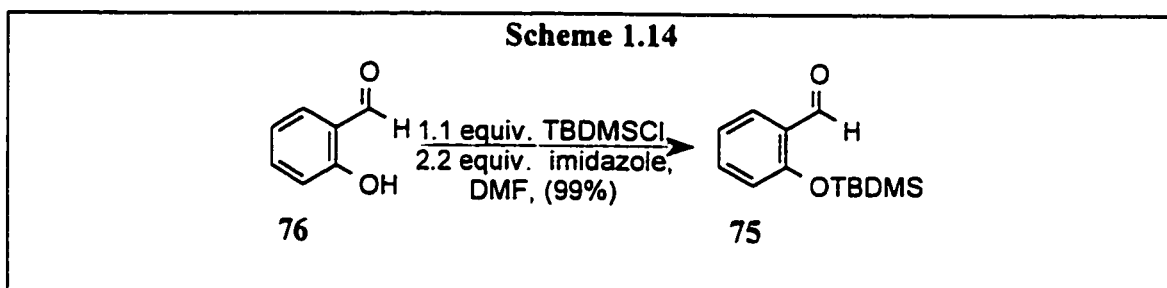 Scheme 1.14
O
H
OH
1.1 equiv. TBDMSCl
2.2 equiv. imidazole,
DMF, (99%)
O
H
OTBDMS
76
75